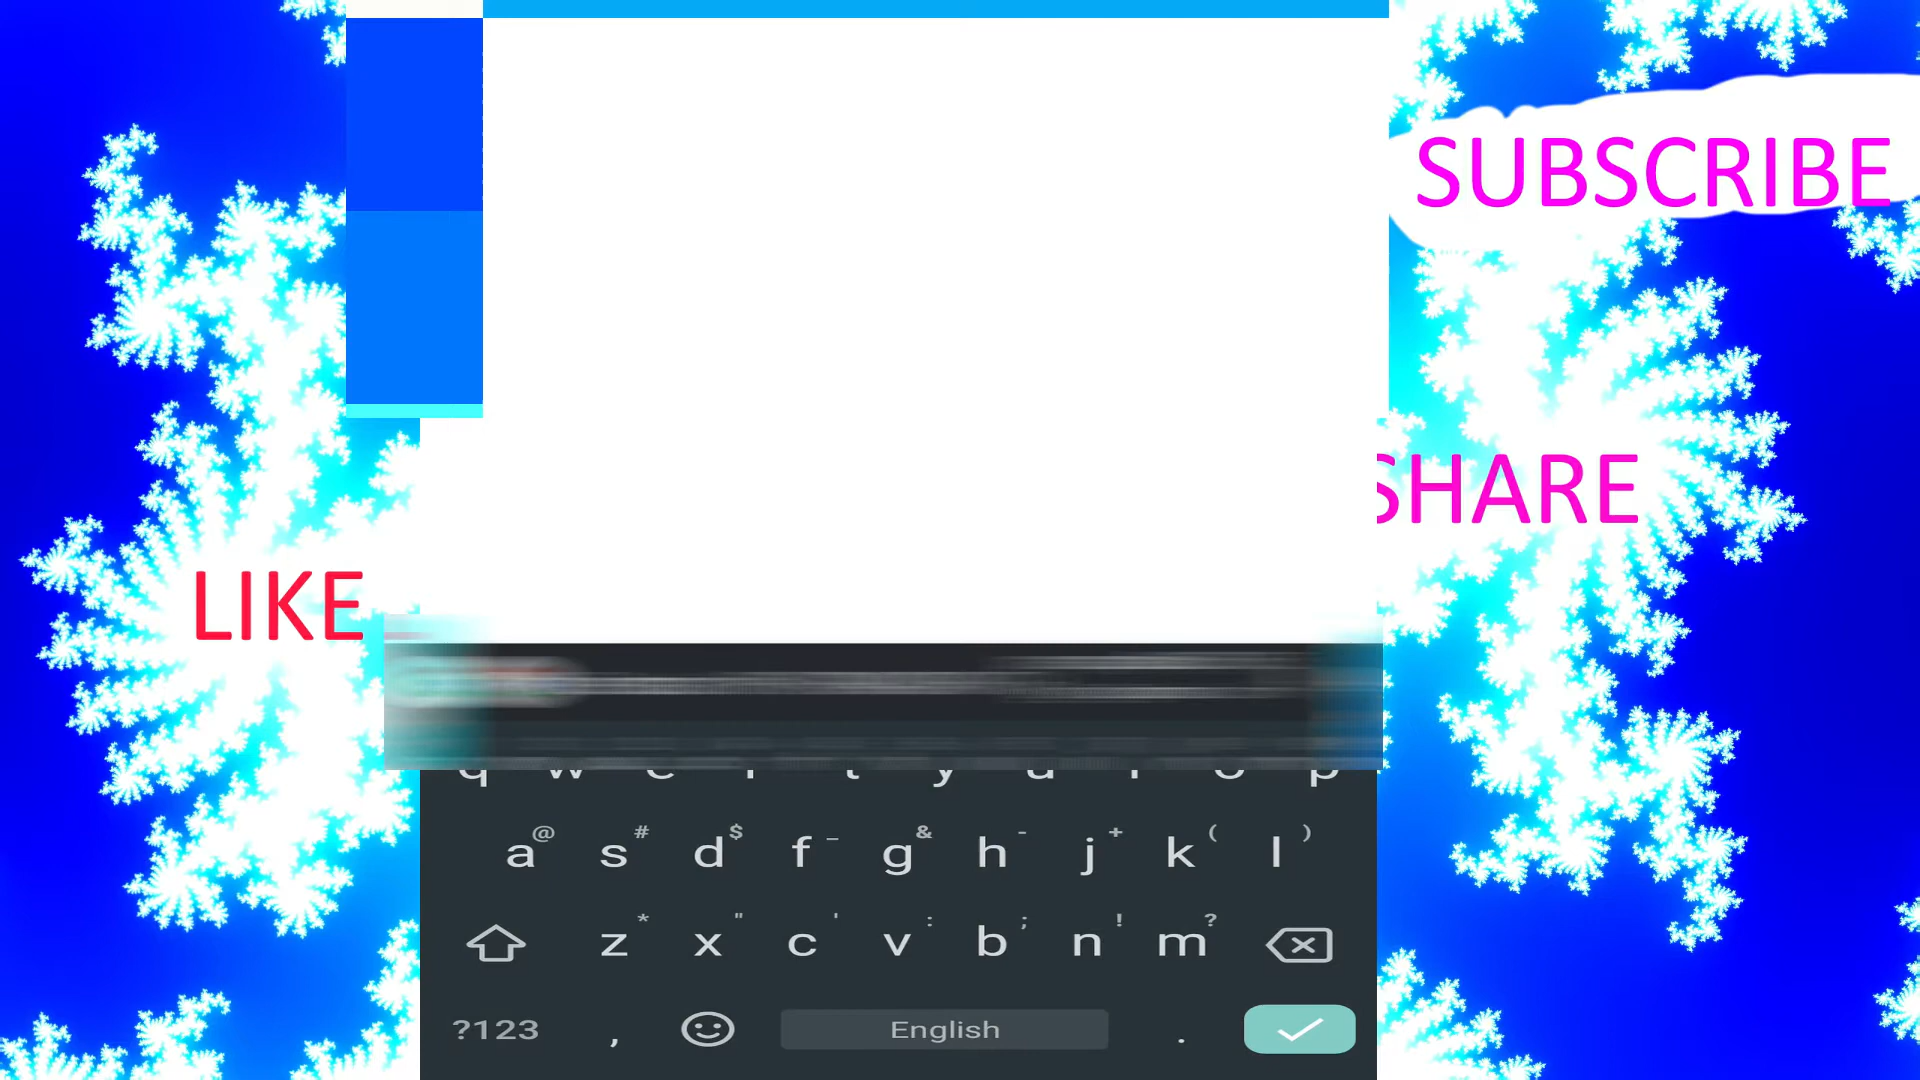 SUBSCRIBE
SHARE
LIKE
q w e r t y u i o p
@ # $ _ & - + ( )
a s d f g h j k l
* " ' : ; ! ?
z x c v b n m
?123 , English .